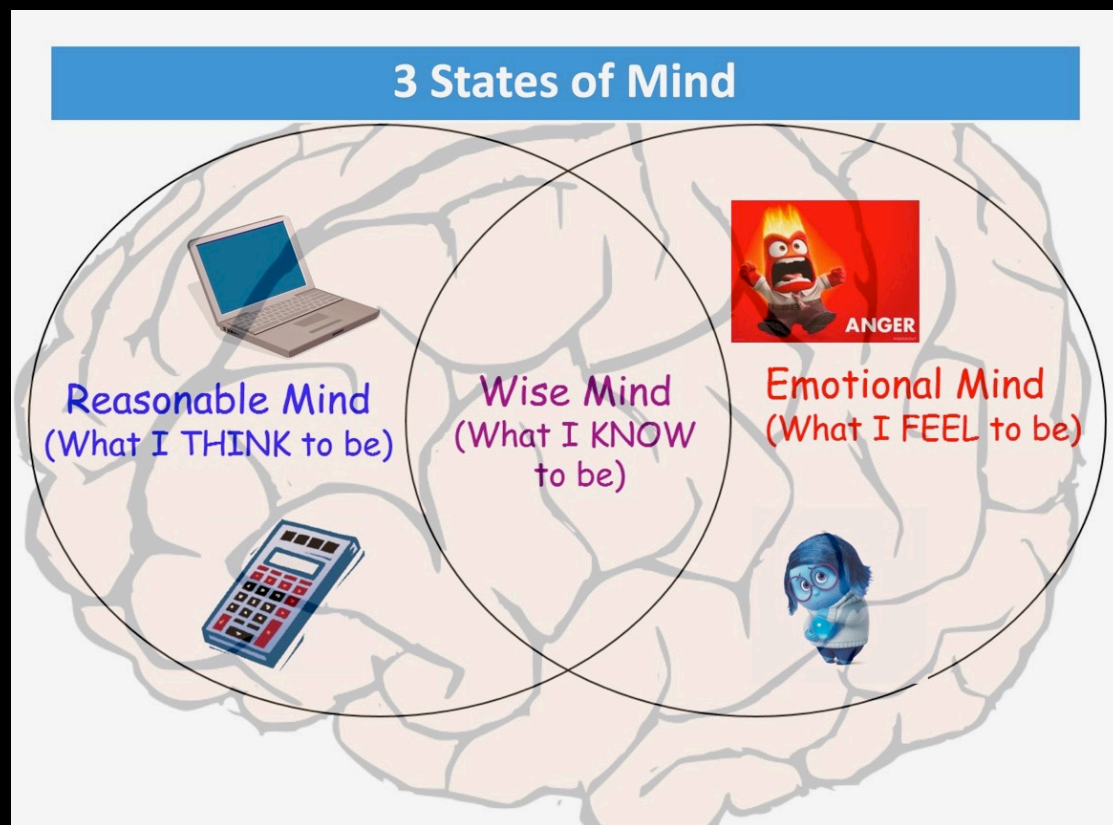 3 States of Mind
ANGER
Reasonable Mind
(What I THINK to be)
Wise Mind
(What I KNOW
to be)
Emotional Mind
(What I FEEL to be)